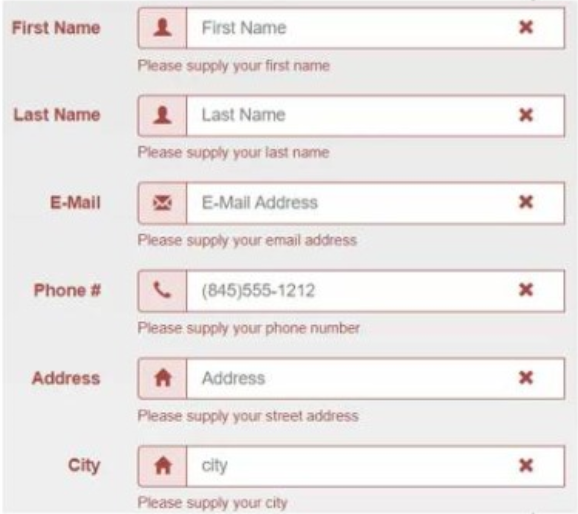 First Name First Name
Please supply your first name
Last Name Last Name
Please supply your last name
E-Mail E-Mail Address
Please supply your email address
Phone # (845)555-1212
Please supply your phone number
Address Address
Please supply your street address
City city
Please supply your city